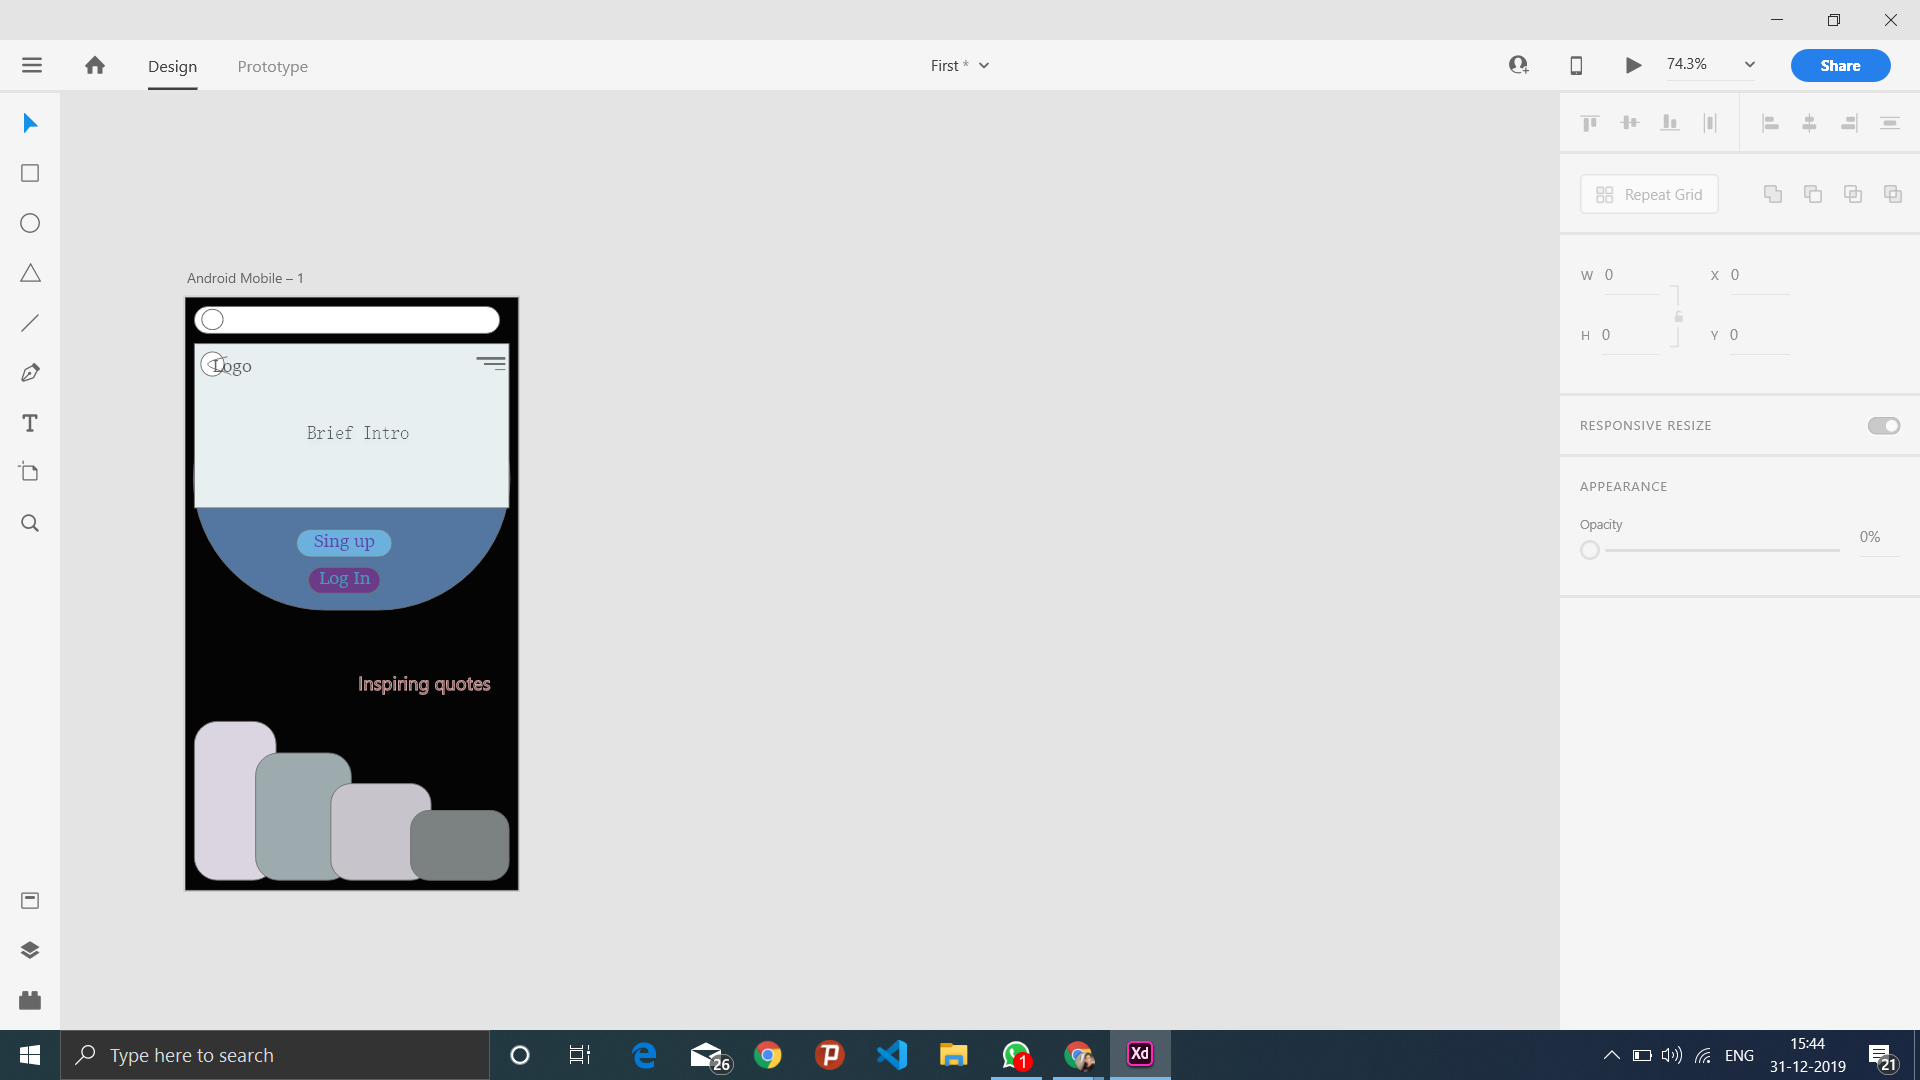 Design
Prototype
First *
74.3%
Share
Repeat Grid
W 0
X 0
H 0
Y 0
RESPONSIVE RESIZE
APPEARANCE
Opacity
0%
Android Mobile – 1
Logo
Brief Intro
Sing up
Log In
Inspiring quotes
Type here to search
26
1
Xd
ENG
15:44
31-12-2019
21